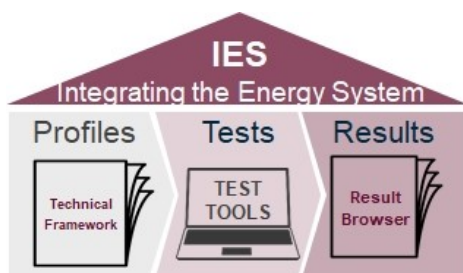 IES
Integrating the Energy System
Profiles
Tests
Results
Technical
Framework
TEST
TOOLS
Result
Browser